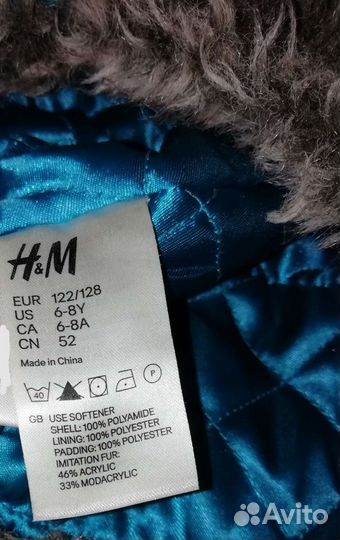 H&M
EUR 122/128
US 6-8Y
CA 6-8A
CN 52
Made in China
40 P
GB USE SOFTENER
SHELL: 100% POLYAMIDE
LINING: 100% POLYESTER
PADDING: 100% POLYESTER
IMITATION FUR:
46% ACRYLIC
33% MODACRYLIC
Avito